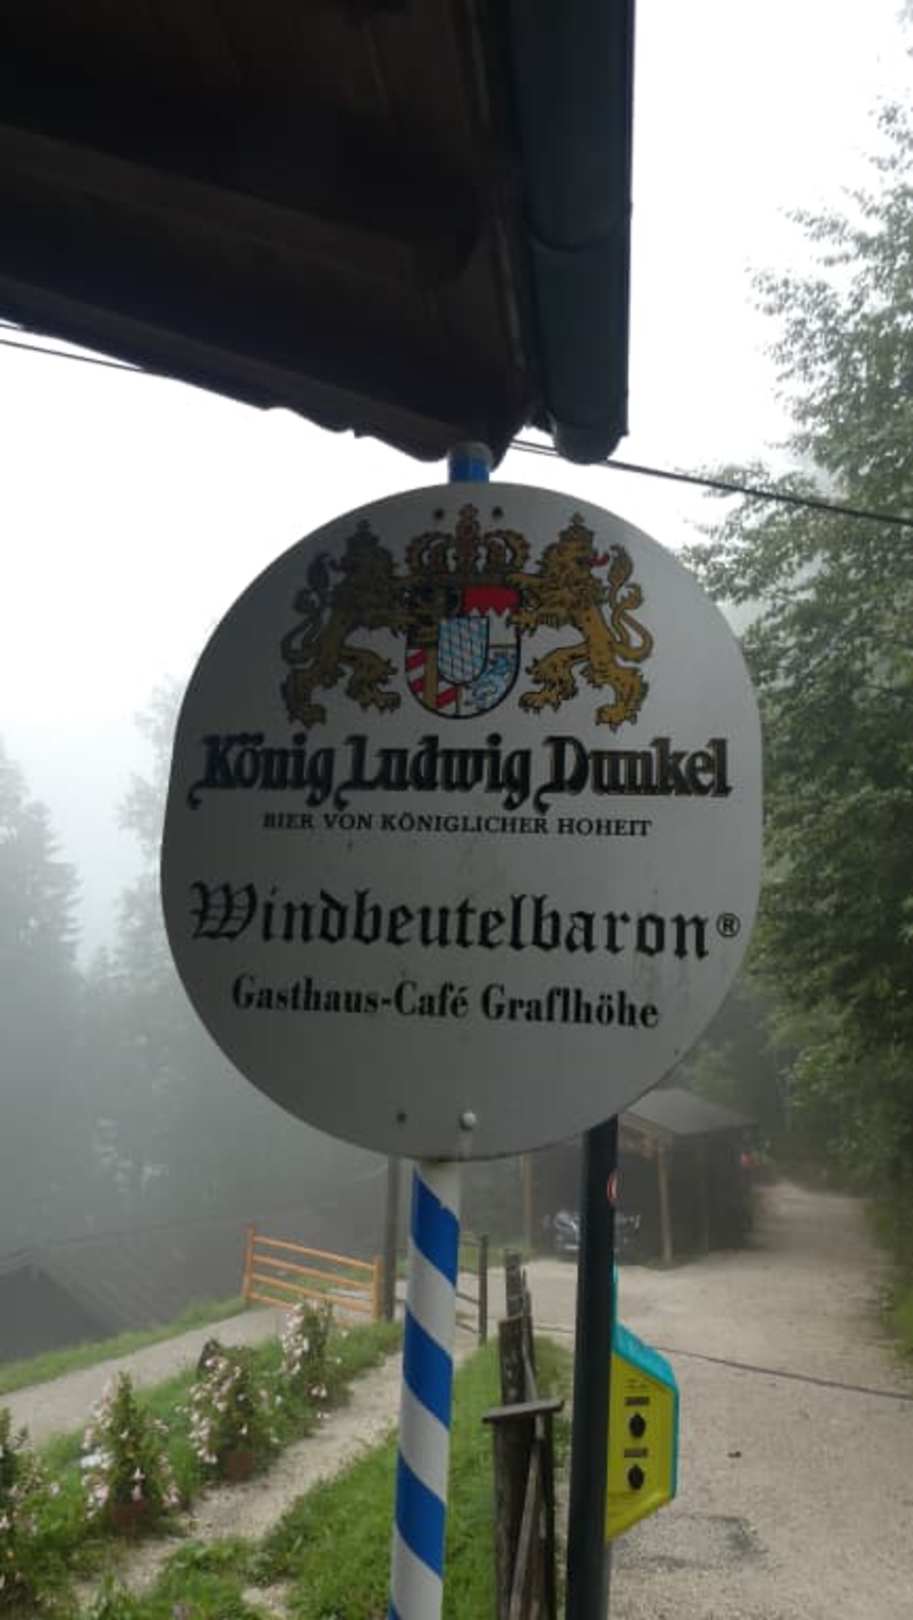 König Ludwig Dunkel
BIER VON KÖNIGLICHER HOHEIT
Windbeutelbaron®
Gasthaus-Café Graflhöhe